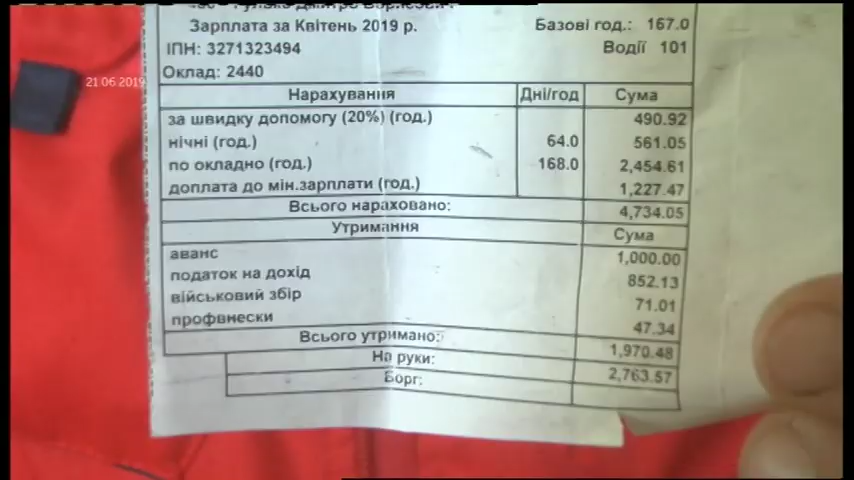 Зарплата за Квітень 2019 р. Базові год.: 167.0
ІПН: 3271323494 Водії 101
Оклад: 2440
21.06.2019
Нарахування Дні/год Сума
за швидку допомогу (20%) (год.) 490.92
нічні (год.) 64.0 561.05
по окладно (год.) 168.0 2,454.61
доплата до мін.зарплати (год.) 1,227.47
Всього нараховано: 4,734.05
Утримання Сума
аванс 1,000.00
податок на дохід 852.13
військовий збір 71.01
профвнески 47.34
Всього утримано: 1,970.48
На руки: 2,763.57
Борг: